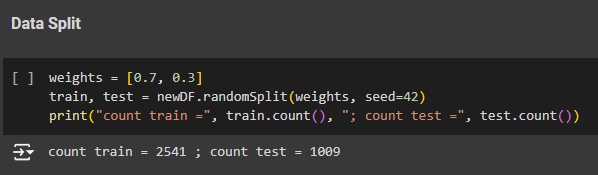 Data Split
[ ] weights = [0.7, 0.3]
train, test = newDF.randomSplit(weights, seed=42)
print("count train =", train.count(), "; count test =", test.count())
count train = 2541 ; count test = 1009